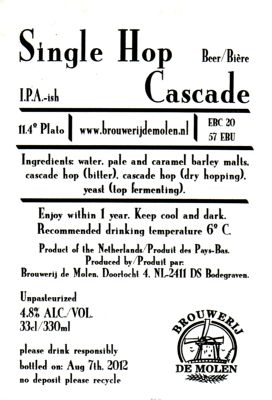 Single Hop Beer/Bière
I.P.A.-ish Cascade
11.4° Plato | www.brouwerijdemolen.nl | EBC 20
57 EBU
Ingredients: water, pale and caramel barley malts,
cascade hop (bitter), cascade hop (dry hopping),
yeast (top fermenting).
Enjoy within 1 year. Keep cool and dark.
Recommended drinking temperature 6° C.
Product of the Netherlands/Produit des Pays-Bas.
Produced by/Produit par:
Brouwerij de Molen, Doortocht 4, NL-2411 DS Bodegraven.
Unpasteurized
4.8% ALC./VOL.
33cl/330ml
please drink responsibly
bottled on: Aug 7th, 2012
no deposit please recycle
BROUWERIJ
DE MOLEN